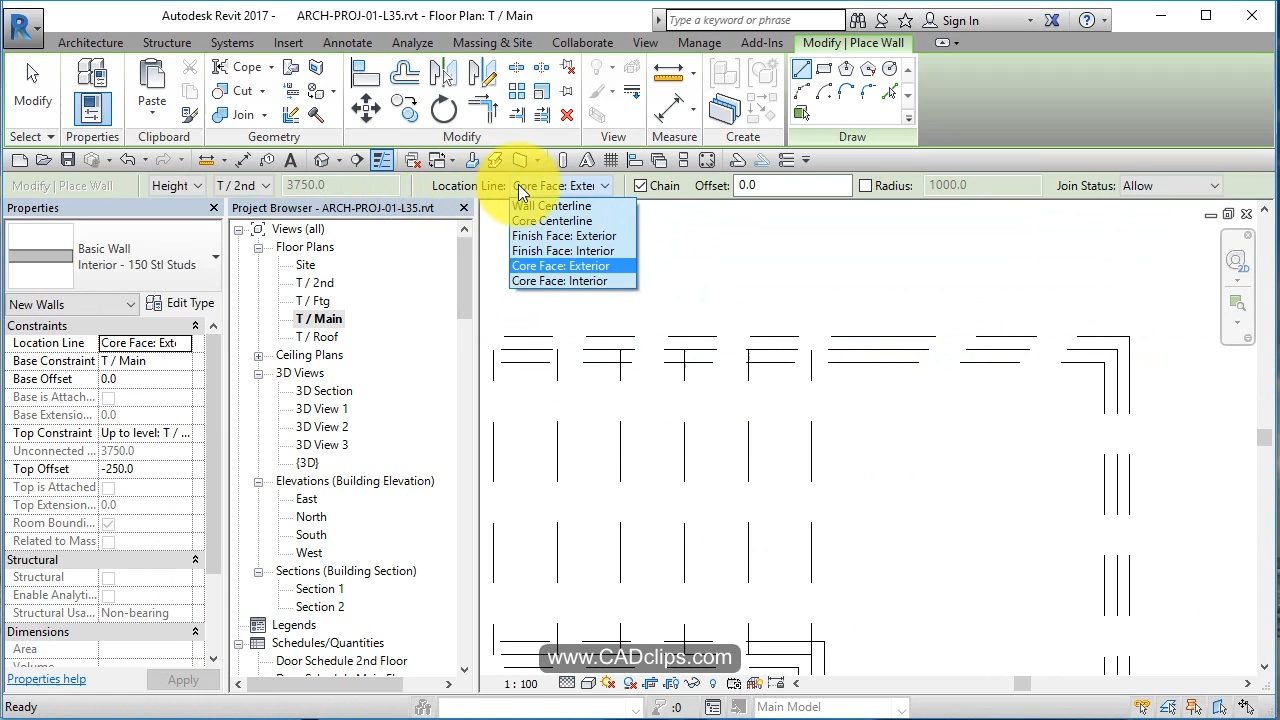 Autodesk Revit 2017 - ARCH-PROJ-01-L35.rvt - Floor Plan: T / Main
Type a keyword or phrase
Sign In
Architecture Structure Systems Insert Annotate Analyze Massing & Site Collaborate View Manage Add-Ins Modify | Place Wall
Modify
Paste
Cope
Cut
Join
Select Properties Clipboard Geometry Modify View Measure Create Draw
Modify | Place Wall Height T / 2nd 3750.0 Location Line: Core Face: Exter Chain Offset: 0.0 Radius: 1000.0 Join Status: Allow
Wall Centerline
Core Centerline
Finish Face: Exterior
Finish Face: Interior
Core Face: Exterior
Core Face: Interior
Properties
Basic Wall
Interior - 150 Stl Studs
New Walls Edit Type
Constraints
Location Line Core Face: Ext
Base Constraint T / Main
Base Offset 0.0
Base is Attach...
Base Extensio... 0.0
Top Constraint Up to level: T / ...
Unconnected ... 3750.0
Top Offset -250.0
Top is Attached
Top Extension... 0.0
Room Boundi...
Related to Mass
Structural
Structural
Enable Analyti...
Structural Usa... Non-bearing
Dimensions
Area
Volume
Properties help Apply
Project Browser - ARCH-PROJ-01-L35.rvt
Views (all)
Floor Plans
Site
T / 2nd
T / Ftg
T / Main
T / Roof
Ceiling Plans
3D Views
3D Section
3D View 1
3D View 2
3D View 3
{3D}
Elevations (Building Elevation)
East
North
South
West
Sections (Building Section)
Section 1
Section 2
Legends
Schedules/Quantities
Door Schedule 2nd Floor
2D
www.CADclips.com
1 : 100
Ready
:0
Main Model